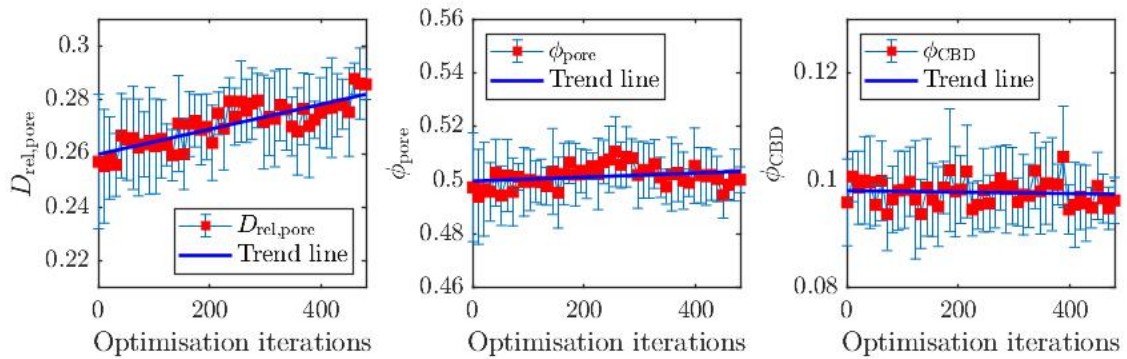 0.3
0.28
0.26
0.24
0.22
D_rel,pore
D_rel,pore
Trend line
0 200 400
Optimisation iterations
0.56
0.54
0.52
0.5
0.48
0.46
ϕ_pore
ϕ_pore
Trend line
0 200 400
Optimisation iterations
0.12
0.1
0.08
ϕ_CBD
ϕ_CBD
Trend line
0 200 400
Optimisation iterations